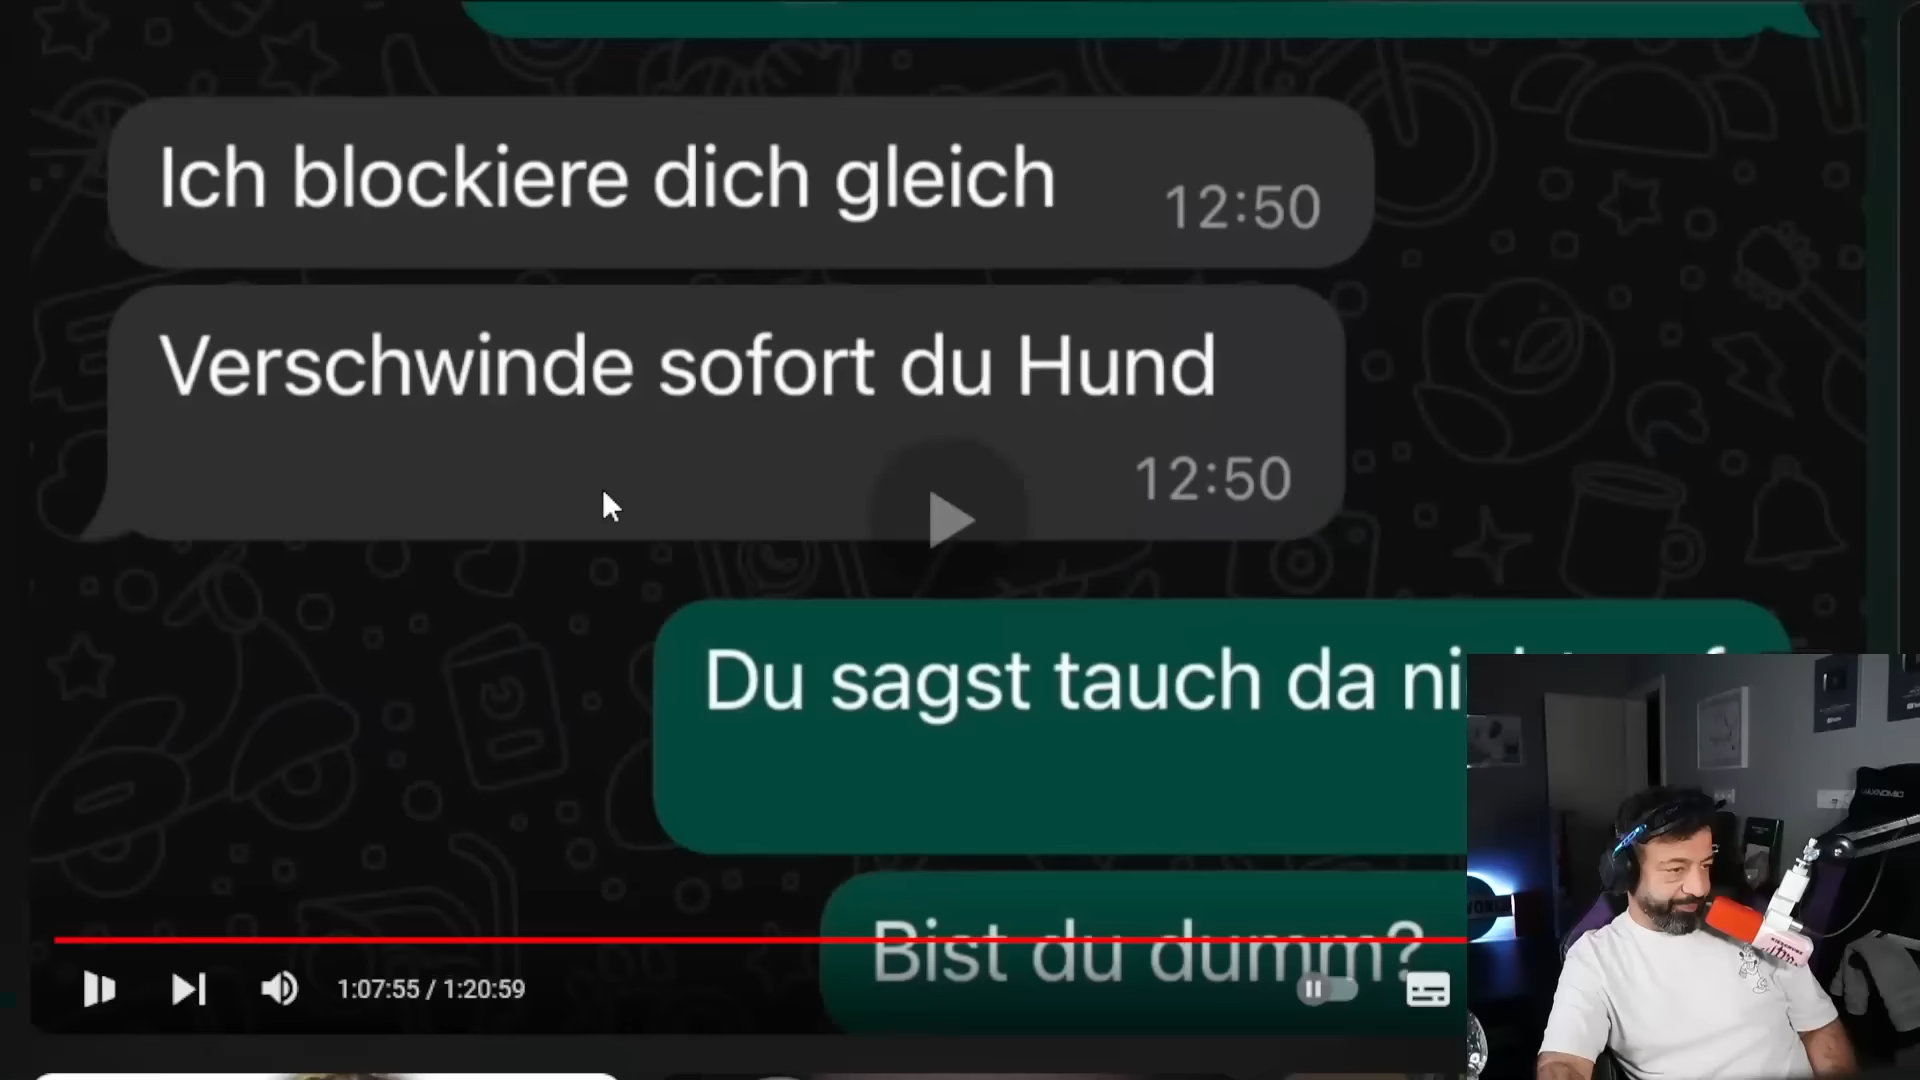 Ich blockiere dich gleich
12:50
Verschwinde sofort du Hund
12:50
Du sagst tauch da
Bist du dumm?
1:07:55 / 1:20:59